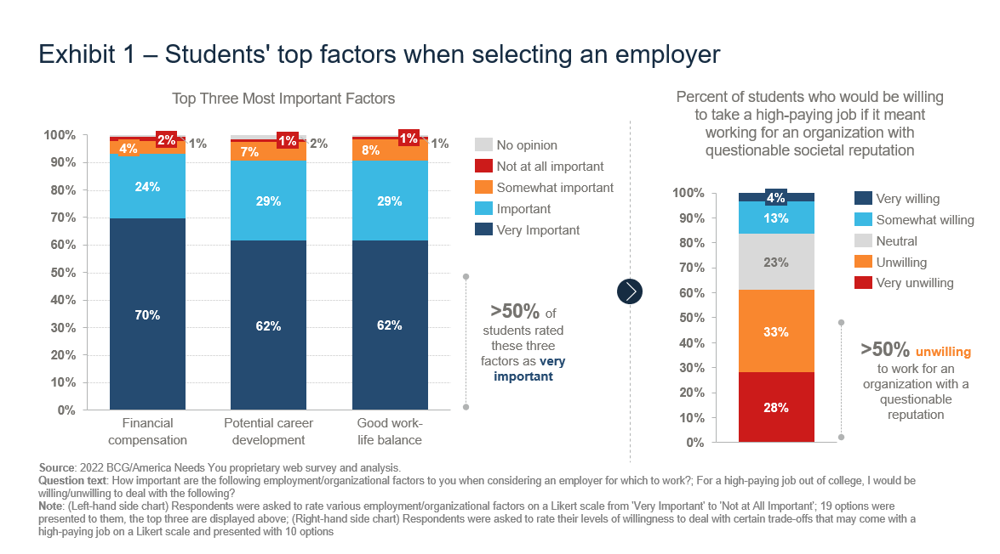 Exhibit 1 – Students' top factors when selecting an employer
Top Three Most Important Factors
100%
90%
80%
70%
60%
50%
40%
30%
20%
10%
0%
2%
1%
4%
24%
70%
1%
2%
7%
29%
62%
1%
1%
8%
29%
62%
Financial
compensation
Potential career
development
Good work-
life balance
No opinion
Not at all important
Somewhat important
Important
Very Important
>50% of
students rated
these three
factors as very
important
Percent of students who would be willing
to take a high-paying job if it meant
working for an organization with
questionable societal reputation
100%
90%
80%
70%
60%
50%
40%
30%
20%
10%
0%
4%
13%
23%
33%
28%
Very willing
Somewhat willing
Neutral
Unwilling
Very unwilling
>50% unwilling
to work for an
organization with a
questionable
reputation
Source: 2022 BCG/America Needs You proprietary web survey and analysis.
Question text: How important are the following employment/organizational factors to you when considering an employer for which to work?; For a high-paying job out of college, I would be
willing/unwilling to deal with the following?
Note: (Left-hand side chart) Respondents were asked to rate various employment/organizational factors on a Likert scale from 'Very Important' to 'Not at All Important'; 19 options were
presented to them, the top three are displayed above; (Right-hand side chart) Respondents were asked to rate their levels of willingness to deal with certain trade-offs that may come with a
high-paying job on a Likert scale and presented with 10 options